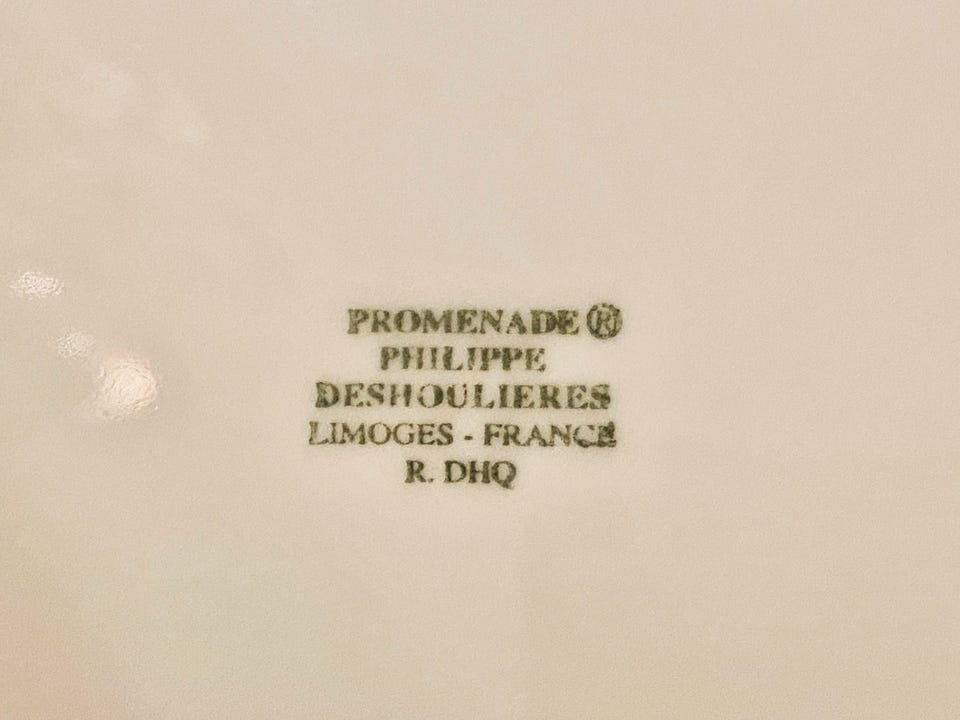 PROMENADE ®
PHILIPPE
DESHOULIERES
LIMOGES - FRANCE
R. DHQ